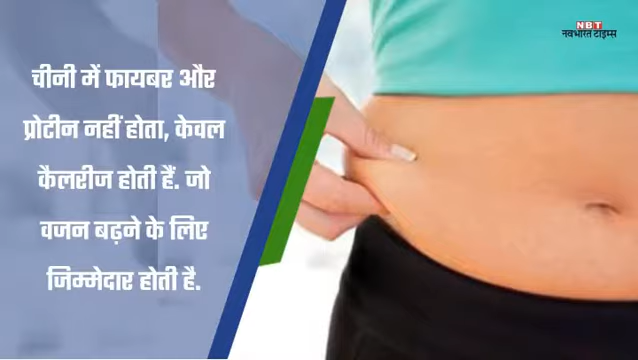 NBT
नवभारत टाइम्स
चीनी में फायबर और
प्रोटीन नहीं होता, केवल
कैलरीज होती हैं. जो
वजन बढ़ने के लिए
जिम्मेदार होती है.